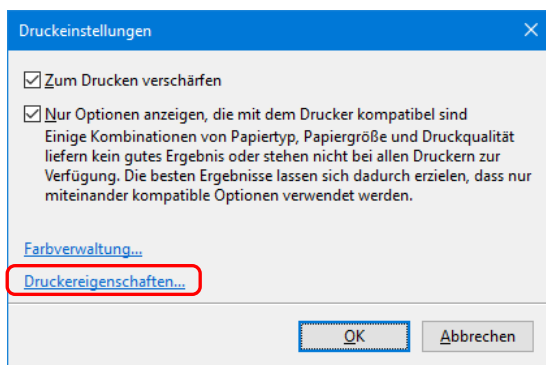 Druckeinstellungen
Zum Drucken verschärfen
Nur Optionen anzeigen, die mit dem Drucker kompatibel sind
Einige Kombinationen von Papiertyp, Papiergröße und Druckqualität
liefern kein gutes Ergebnis oder stehen nicht bei allen Druckern zur
Verfügung. Die besten Ergebnisse lassen sich dadurch erzielen, dass nur
miteinander kompatible Optionen verwendet werden.
Farbverwaltung...
Druckereigenschaften...
OK Abbrechen